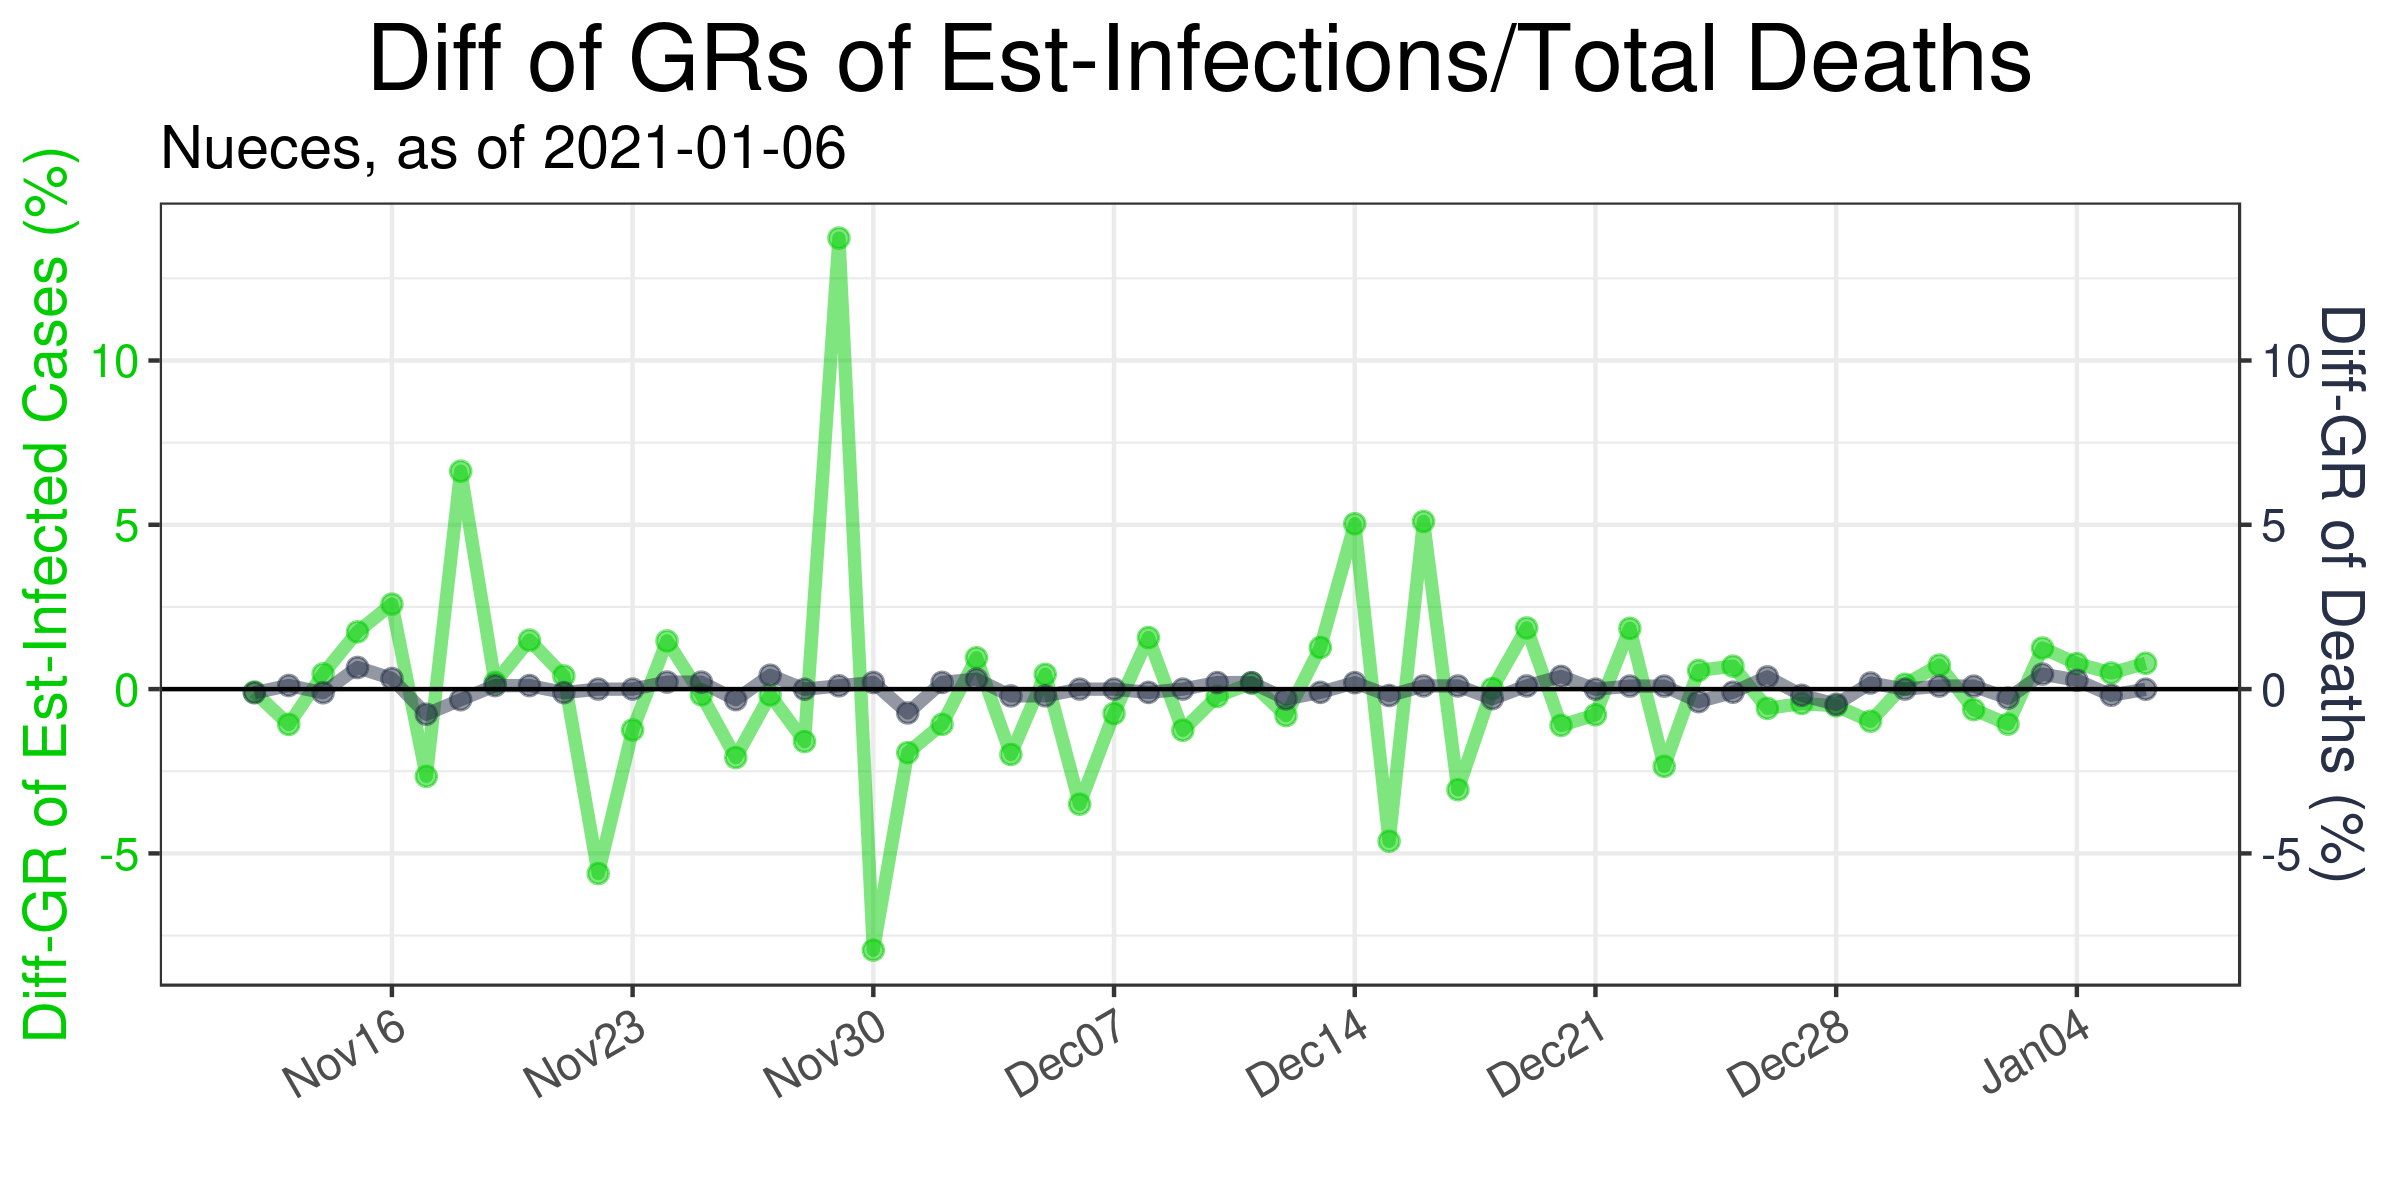 Diff of GRs of Est-Infections/Total Deaths
Nueces, as of 2021-01-06
Diff-GR of Est-Infected Cases (%)
10
5
0
-5
10
5
0
-5
Diff-GR of Deaths (%)
Nov16
Nov23
Nov30
Dec07
Dec14
Dec21
Dec28
Jan04